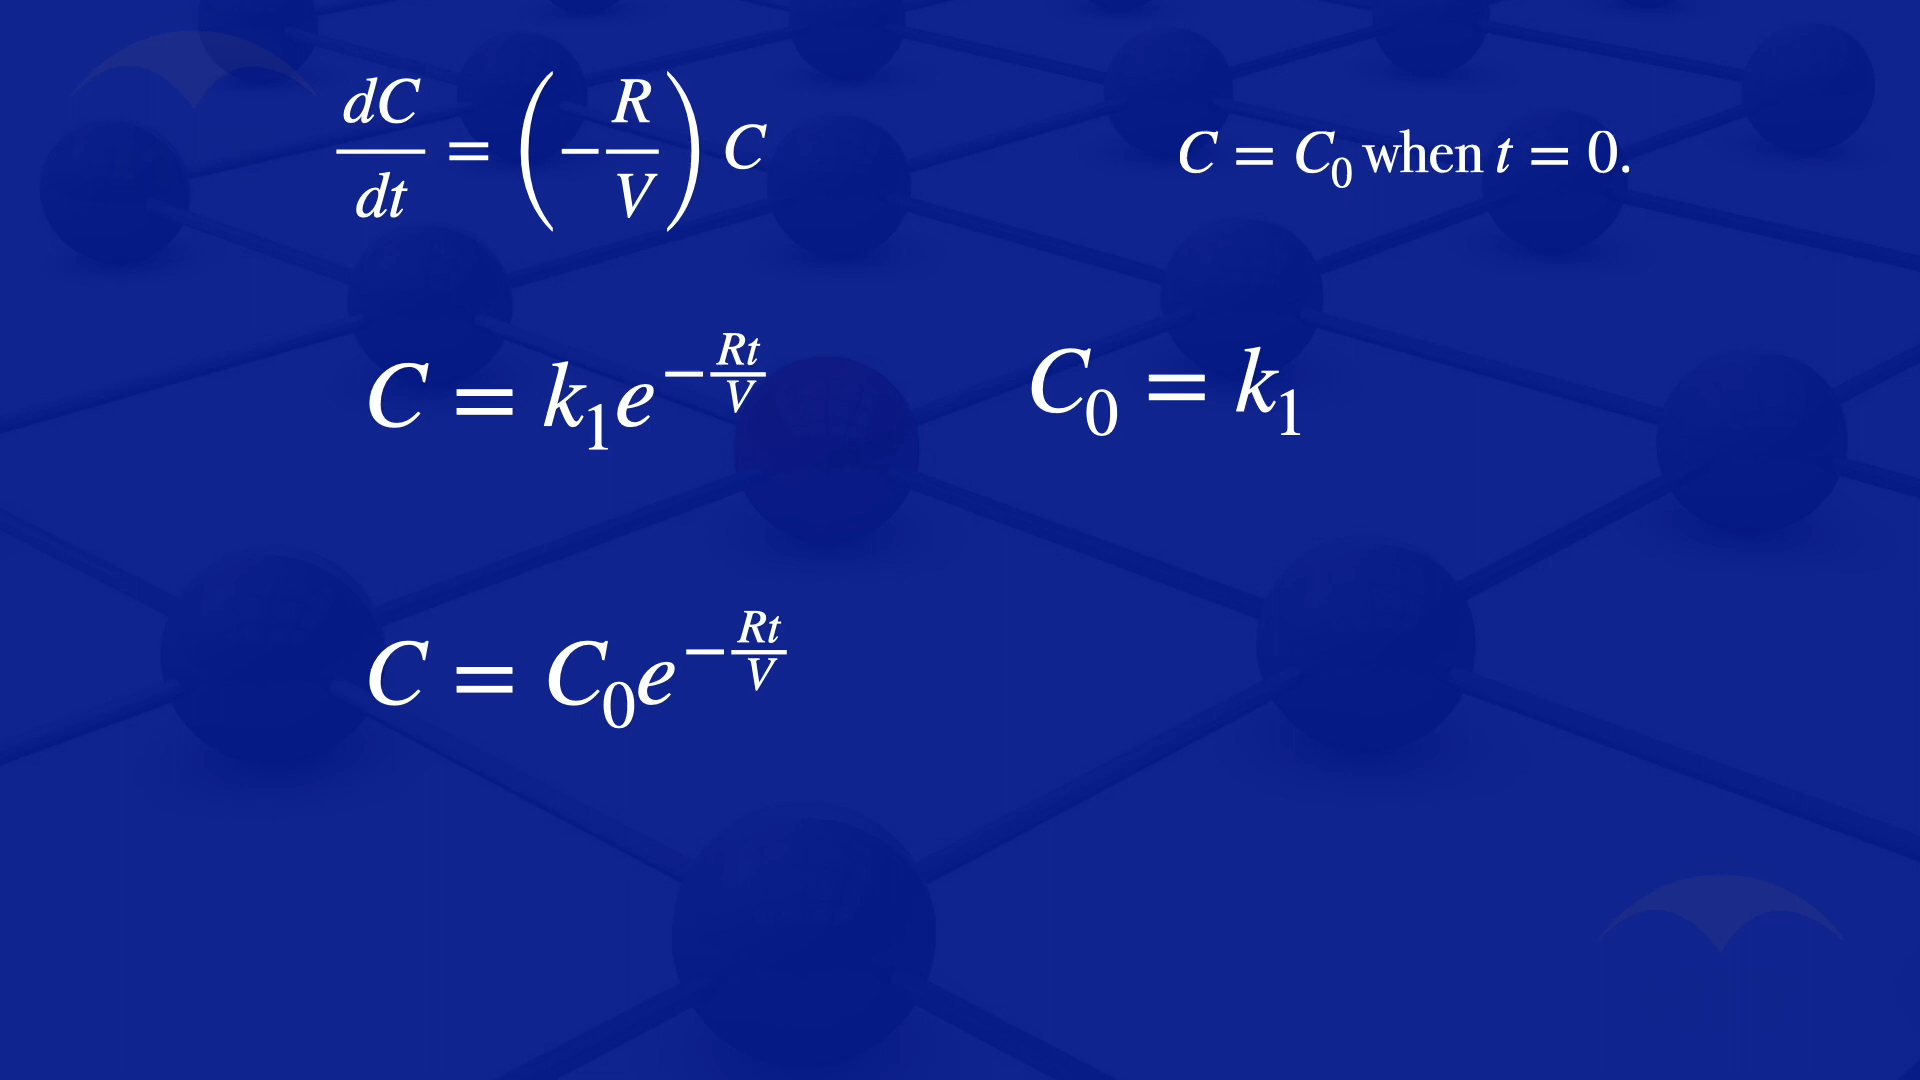 dC/dt = (−R/V) C
C = C₀ when t = 0.
C = k₁e^(−Rt/V)
C₀ = k₁
C = C₀e^(−Rt/V)